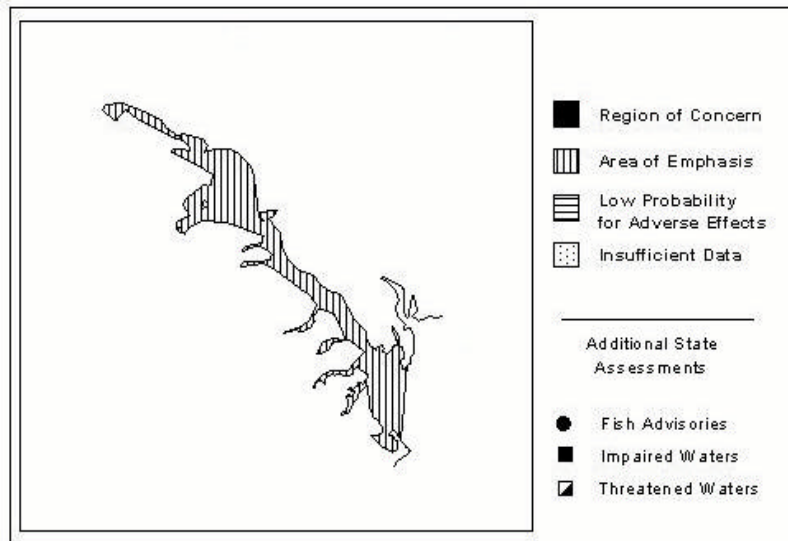 Region of Concern
Area of Emphasis
Low Probability
for Adverse Effects
Insufficient Data
Additional State
Assessments
Fish Advisories
Impaired Waters
Threatened Waters